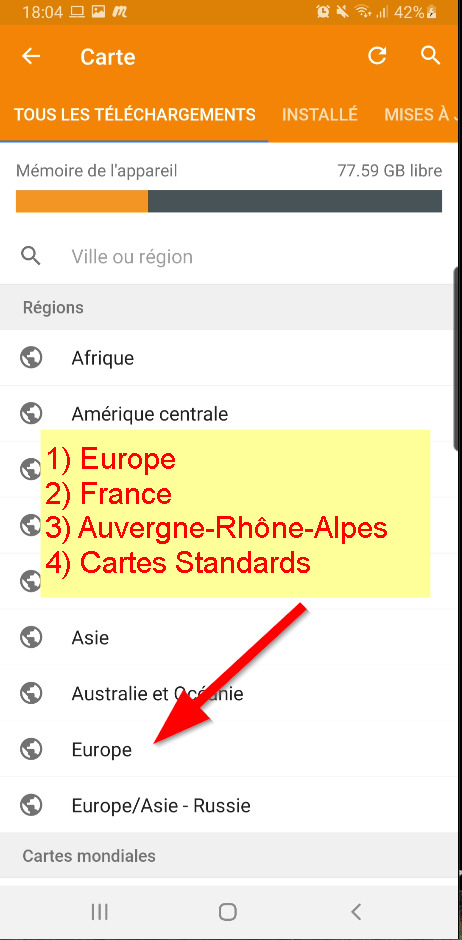 18:04 42%
Carte
TOUS LES TÉLÉCHARGEMENTS INSTALLÉ MISES À J
Mémoire de l'appareil 77.59 GB libre
Ville ou région
Régions
Afrique
Amérique centrale
1) Europe
2) France
3) Auvergne-Rhône-Alpes
4) Cartes Standards
Asie
Australie et Océanie
Europe
Europe/Asie - Russie
Cartes mondiales